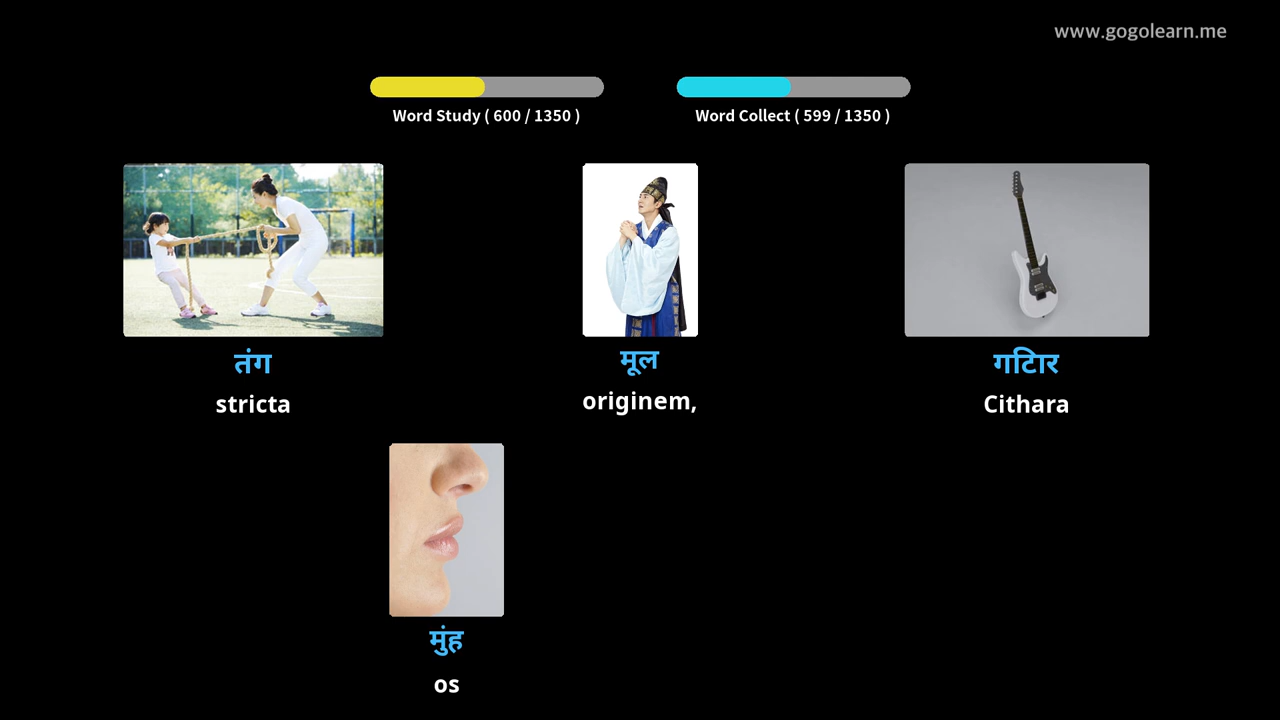 www.gogolearn.me
Word Study ( 600 / 1350 )
Word Collect ( 599 / 1350 )
तंग
stricta
मूल
originem,
गिटार
Cithara
मुंह
os